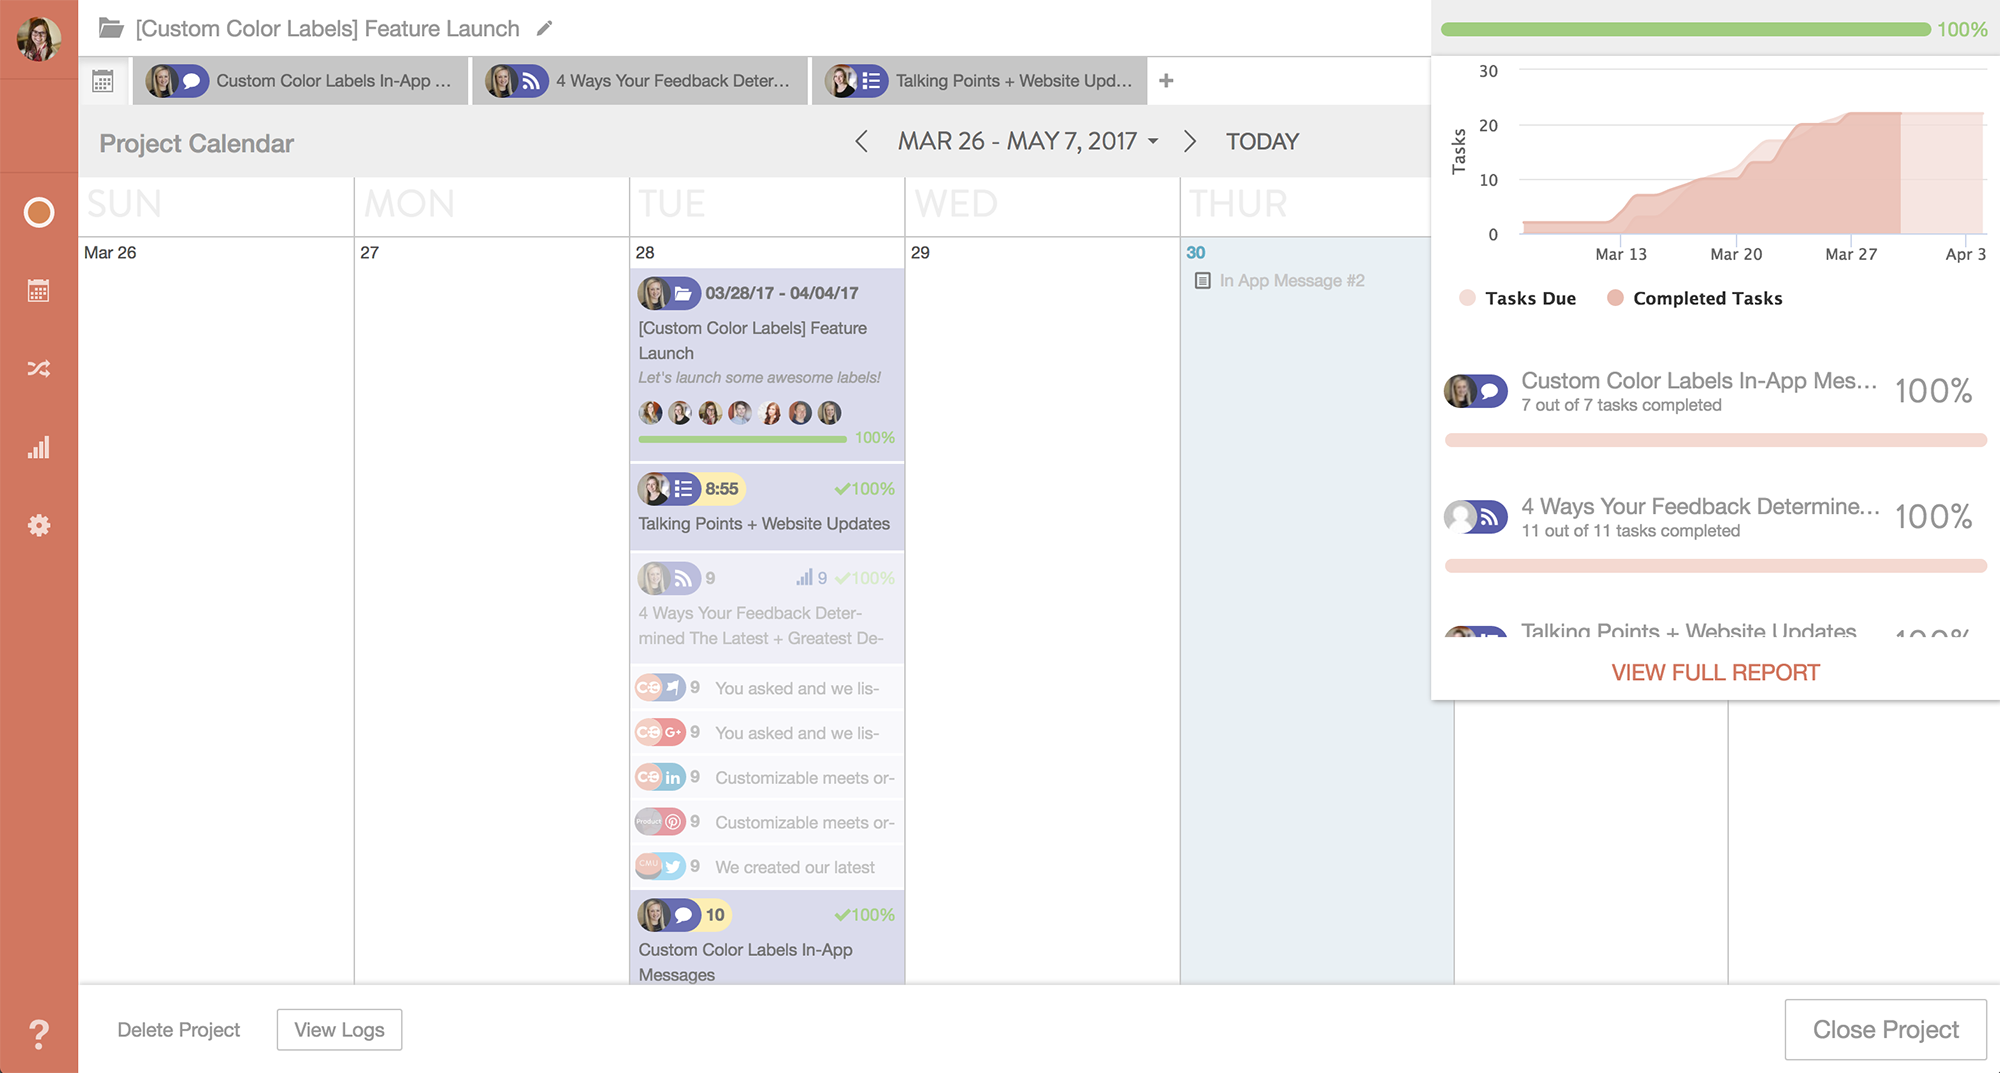 [Custom Color Labels] Feature Launch
100%
Custom Color Labels In-App ...
4 Ways Your Feedback Deter...
Talking Points + Website Upd...
+
Project Calendar
MAR 26 - MAY 7, 2017
TODAY
SUN
MON
TUE
WED
THUR
Mar 26
27
28
29
30
In App Message #2
03/28/17 - 04/04/17
[Custom Color Labels] Feature
Launch
Let's launch some awesome labels!
100%
8:55
100%
Talking Points + Website Updates
9
9
100%
4 Ways Your Feedback Deter-
mined The Latest + Greatest De-
9
You asked and we lis-
G+
9
You asked and we lis-
in
9
Customizable meets or-
Product
9
Customizable meets or-
CMU
9
We created our latest
10
100%
Custom Color Labels In-App
Messages
30
20
10
0
Tasks
Mar 13
Mar 20
Mar 27
Apr 3
Tasks Due
Completed Tasks
Custom Color Labels In-App Mes...
100%
7 out of 7 tasks completed
4 Ways Your Feedback Determine...
100%
11 out of 11 tasks completed
Talking Points + Website Updates
100%
VIEW FULL REPORT
?
Delete Project
View Logs
Close Project